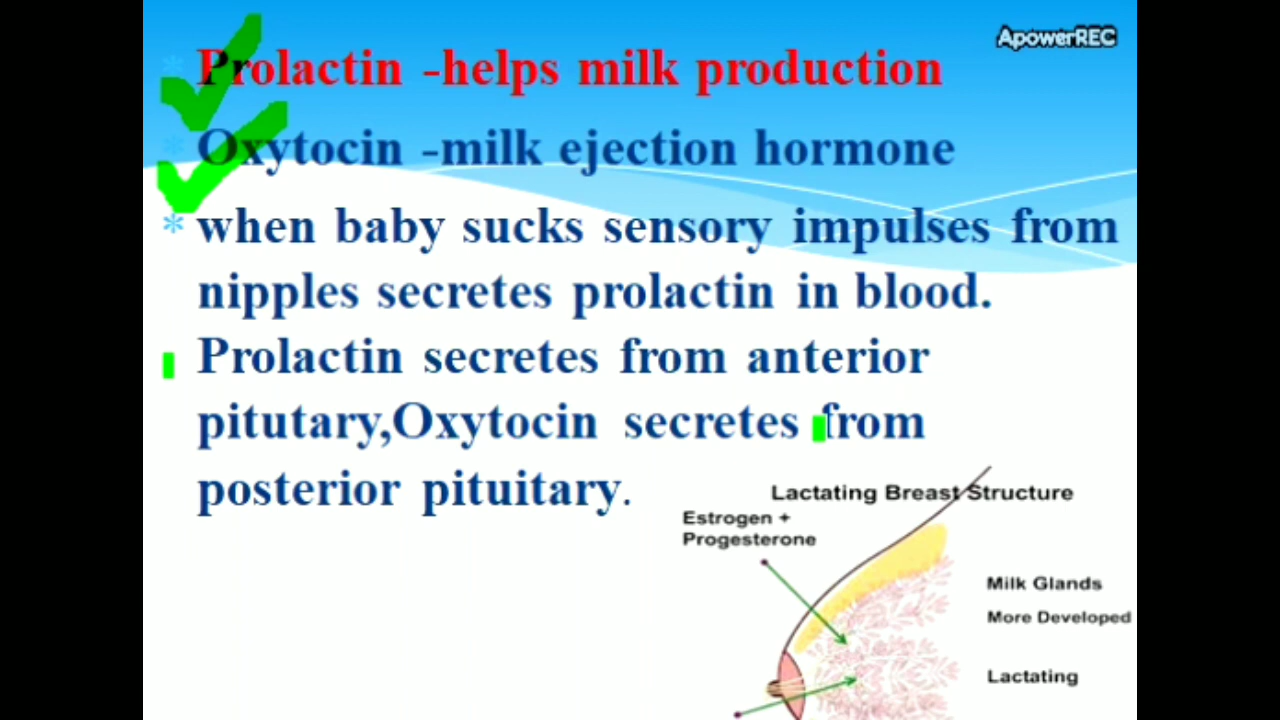 ApowerREC
* Prolactin -helps milk production
* Oxytocin -milk ejection hormone
* when baby sucks sensory impulses from
nipples secretes prolactin in blood.
Prolactin secretes from anterior
pitutary,Oxytocin secretes from
posterior pituitary.
Lactating Breast Structure
Estrogen +
Progesterone
Milk Glands
More Developed
Lactating